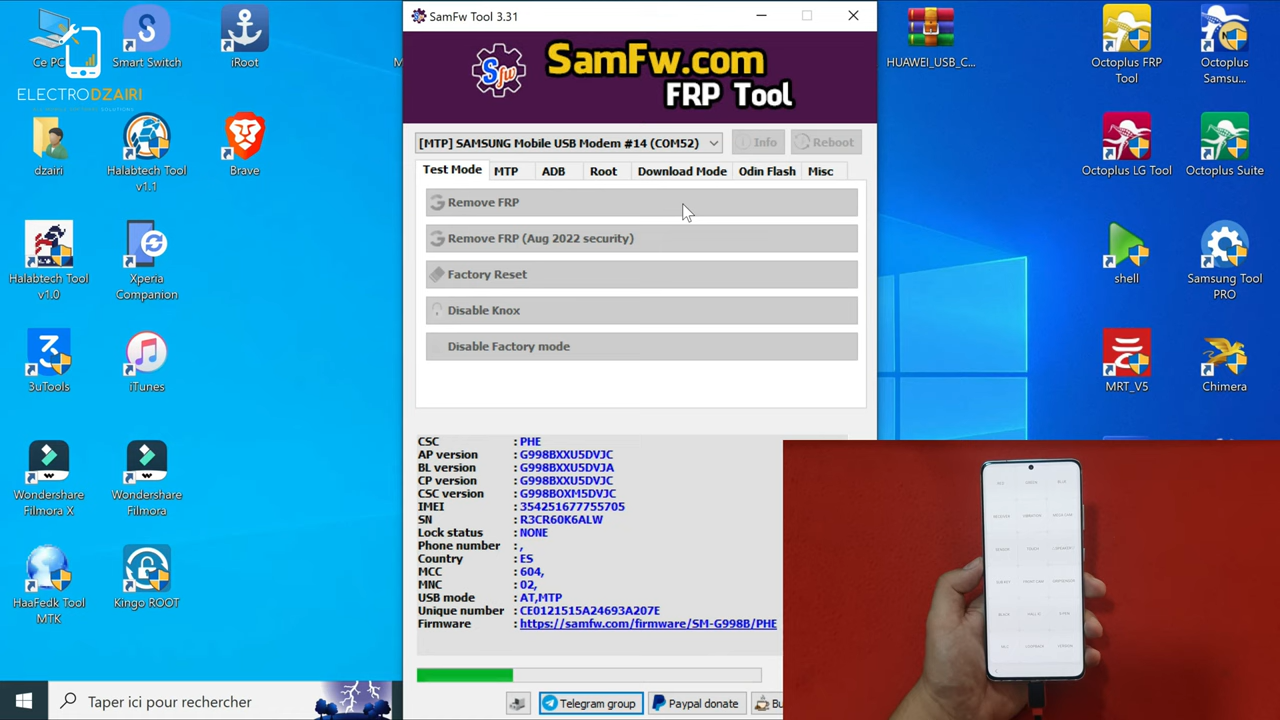 Ce PC
ELECTRODZAIRI
Smart Switch
iRoot
dzairi
Halabtech Tool
v1.1
Brave
Halabtech Tool
v1.0
Xperia
Companion
3uTools
iTunes
Wondershare
Filmora X
Wondershare
Filmora
HaaFedk Tool
MTK
Kingo ROOT
Taper ici pour rechercher
SamFw Tool 3.31
SamFw.com
FRP Tool
[MTP] SAMSUNG Mobile USB Modem #14 (COM52)
Info
Reboot
Test Mode
MTP
ADB
Root
Download Mode
Odin Flash
Misc
Remove FRP
Remove FRP (Aug 2022 security)
Factory Reset
Disable Knox
Disable Factory mode
CSC : PHE
AP version : G998BXXU5DVJC
BL version : G998BXXU5DVJA
CP version : G998BXXU5DVJC
CSC version : G998BOXM5DVJC
IMEI : 354251677755705
SN : R3CR60K6ALW
Lock status : NONE
Phone number : ,
Country : ES
MCC : 604,
MNC : 02,
USB mode : AT,MTP
Unique number : CE0121515A24693A207E
Firmware : https://samfw.com/firmware/SM-G998B/PHE
Telegram group
Paypal donate
Bu
HUAWEI_USB_C...
Octoplus FRP
Tool
Octoplus
Samsu...
Octoplus LG Tool
Octoplus Suite
shell
Samsung Tool
PRO
MRT_V5
Chimera